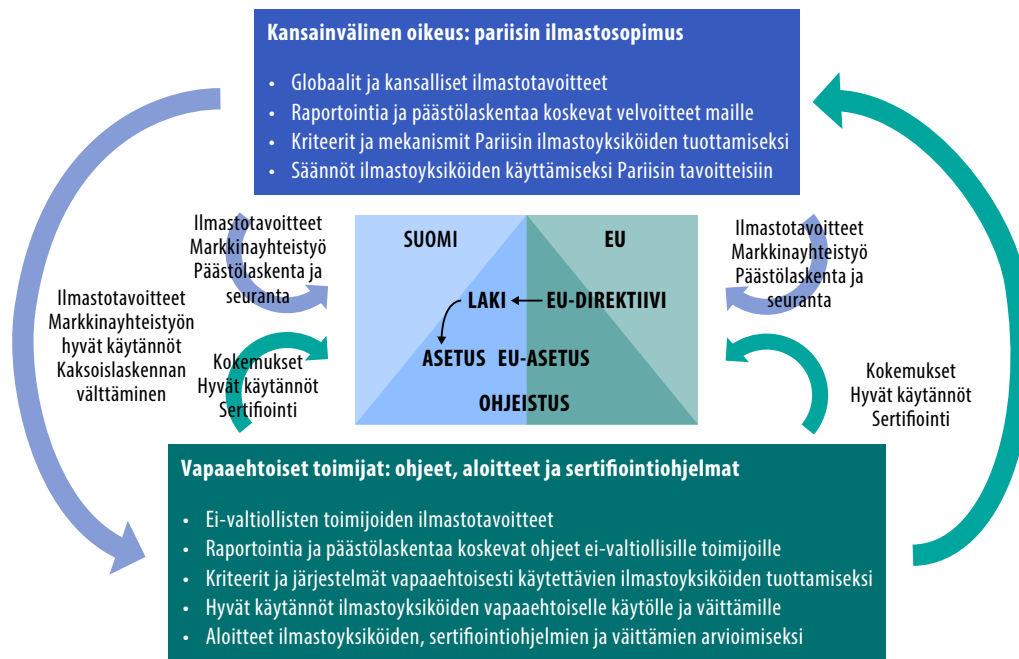 Kansainvälinen oikeus: pariisin ilmastosopimus
• Globaalit ja kansalliset ilmastotavoitteet
• Raportointia ja päästölaskentaa koskevat velvoitteet maille
• Kriteerit ja mekanismit Pariisin ilmastoyksiköiden tuottamiseksi
• Säännöt ilmastoyksiköiden käyttämiseksi Pariisin tavoitteisiin
Ilmastotavoitteet
Markkinayhteistyön
hyvät käytännöt
Kaksoislaskennan
välttäminen
Ilmastotavoitteet
Markkinayhteistyö
Päästölaskenta ja
seuranta
Kokemukset
Hyvät käytännöt
Sertifiointi
SUOMI
EU
LAKI
EU-DIREKTIIVI
ASETUS
EU-ASETUS
OHJEISTUS
Ilmastotavoitteet
Markkinayhteistyö
Päästölaskenta ja
seuranta
Kokemukset
Hyvät käytännöt
Sertifiointi
Vapaaehtoiset toimijat: ohjeet, aloitteet ja sertifiointiohjelmat
• Ei-valtiollisten toimijoiden ilmastotavoitteet
• Raportointia ja päästölaskentaa koskevat ohjeet ei-valtiollisille toimijoille
• Kriteerit ja järjestelmät vapaaehtoisesti käytettävien ilmastoyksiköiden tuottamiseksi
• Hyvät käytännöt ilmastoyksiköiden vapaaehtoiselle käytölle ja väittämille
• Aloitteet ilmastoyksiköiden, sertifiointiohjelmien ja väittämien arvioimiseksi